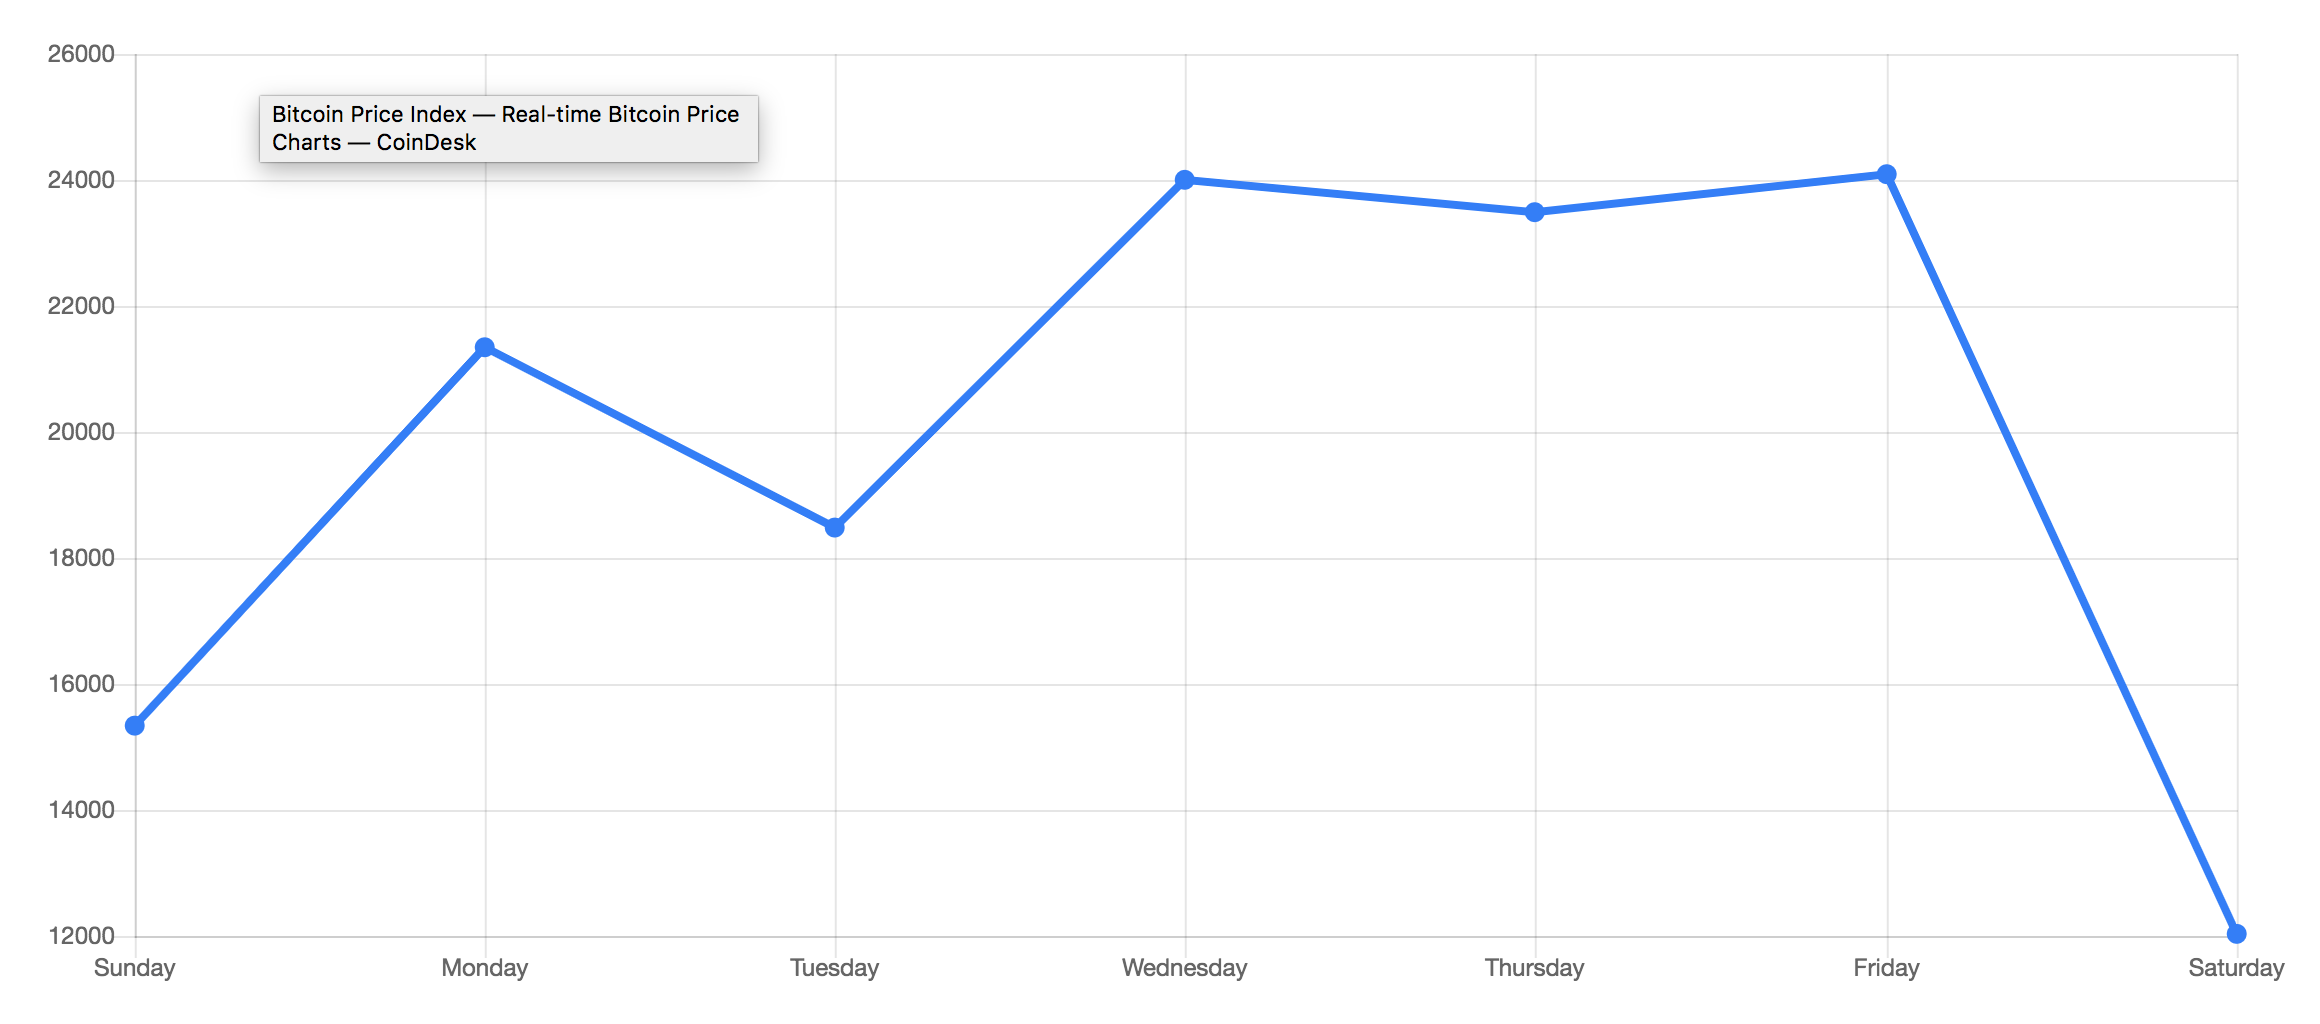 26000
Bitcoin Price Index — Real-time Bitcoin Price
Charts — CoinDesk
24000
22000
20000
18000
16000
14000
12000
Sunday Monday Tuesday Wednesday Thursday Friday Saturday